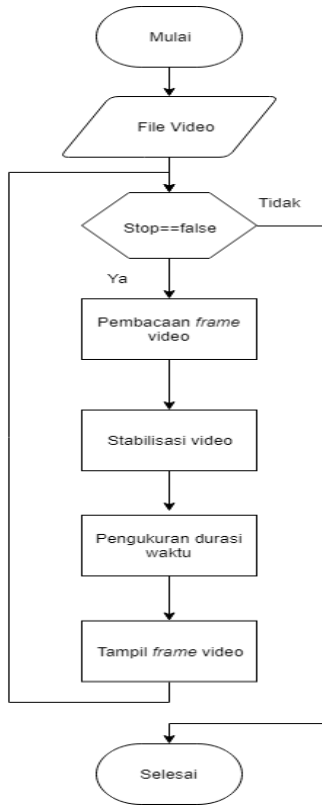 Mulai
File Video
Stop==false
Tidak
Ya
Pembacaan frame
video
Stabilisasi video
Pengukuran durasi
waktu
Tampil frame video
Selesai